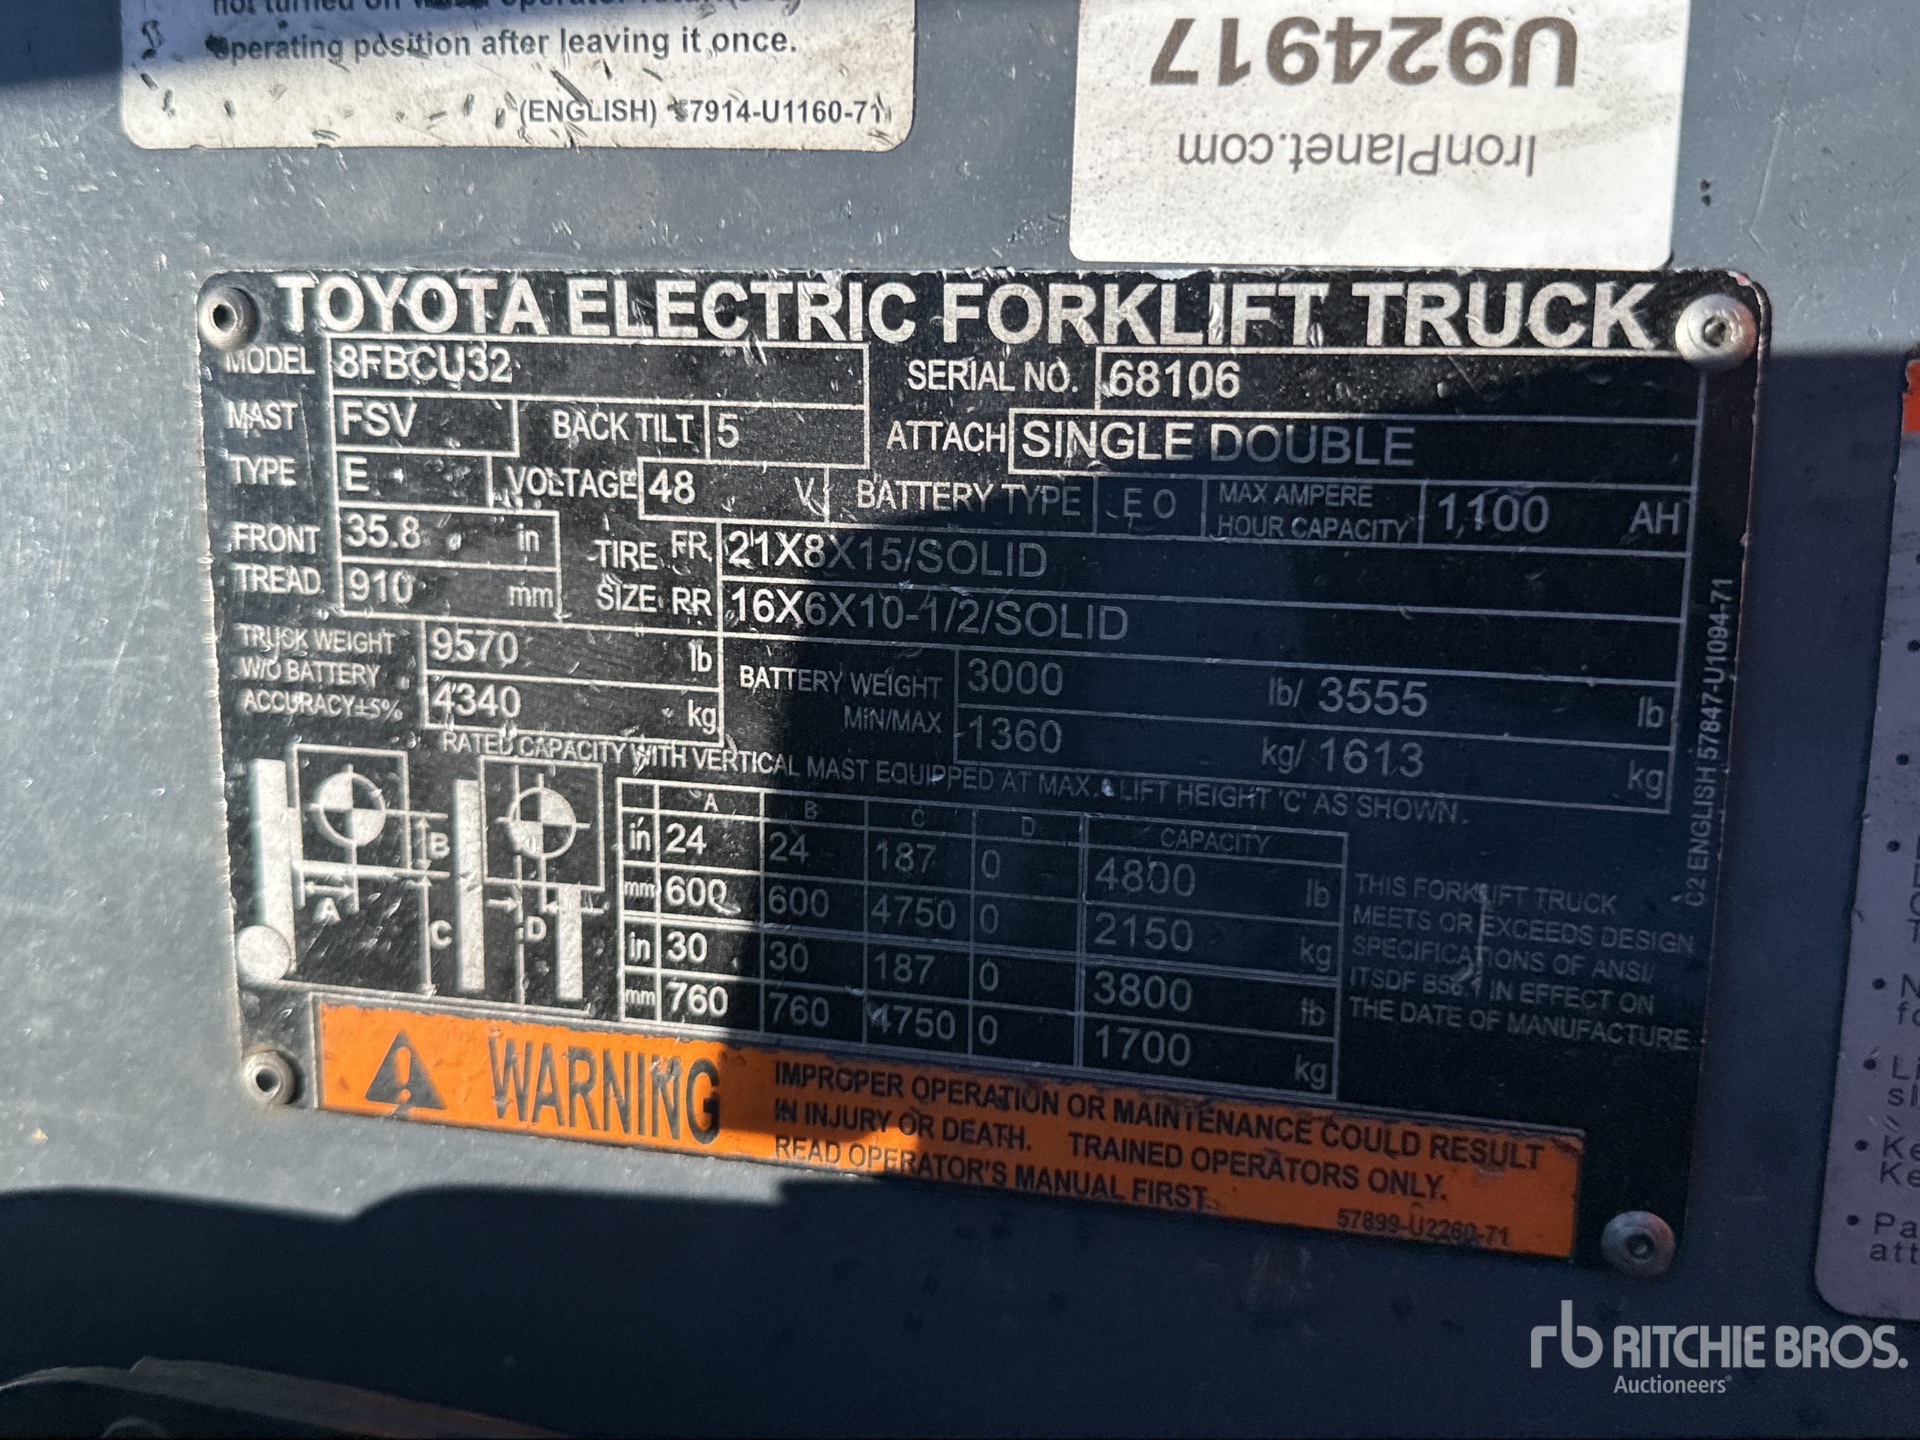 operating position after leaving it once.
(ENGLISH) 57914-U1160-71
U924917
IronPlanet.com
TOYOTA ELECTRIC FORKLIFT TRUCK
MODEL 8FBCU32 SERIAL NO. 68106
MAST FSV BACK TILT 5 ATTACH SINGLE DOUBLE
TYPE E VOLTAGE 48 V BATTERY TYPE E O MAX AMPERE HOUR CAPACITY 1,100 AH
FRONT TREAD 35.8 in TIRE SIZE FR 21X8X15/SOLID
910 mm RR 16X6X10-1/2/SOLID
TRUCK WEIGHT 9570 lb BATTERY WEIGHT 3000 lb/ 3555 lb
W/O BATTERY
ACCURACY±5% 4340 kg MIN/MAX 1360 kg/ 1613 kg
RATED CAPACITY WITH VERTICAL MAST EQUIPPED AT MAX. LIFT HEIGHT 'C' AS SHOWN.
A B C D CAPACITY
in 24 24 187 0 4800 lb
mm 600 600 4750 0 2150 kg
in 30 30 187 0 3800 lb
mm 760 760 4750 0 1700 kg
B
A
C
D
THIS FORKLIFT TRUCK
MEETS OR EXCEEDS DESIGN
SPECIFICATIONS OF ANSI/
ITSDF B56.1 IN EFFECT ON
THE DATE OF MANUFACTURE.
C2 ENGLISH 57847-U1094-71
WARNING
IMPROPER OPERATION OR MAINTENANCE COULD RESULT
IN INJURY OR DEATH. TRAINED OPERATORS ONLY.
READ OPERATOR'S MANUAL FIRST.
57899-U2260-71
rb RITCHIE BROS.
Auctioneers